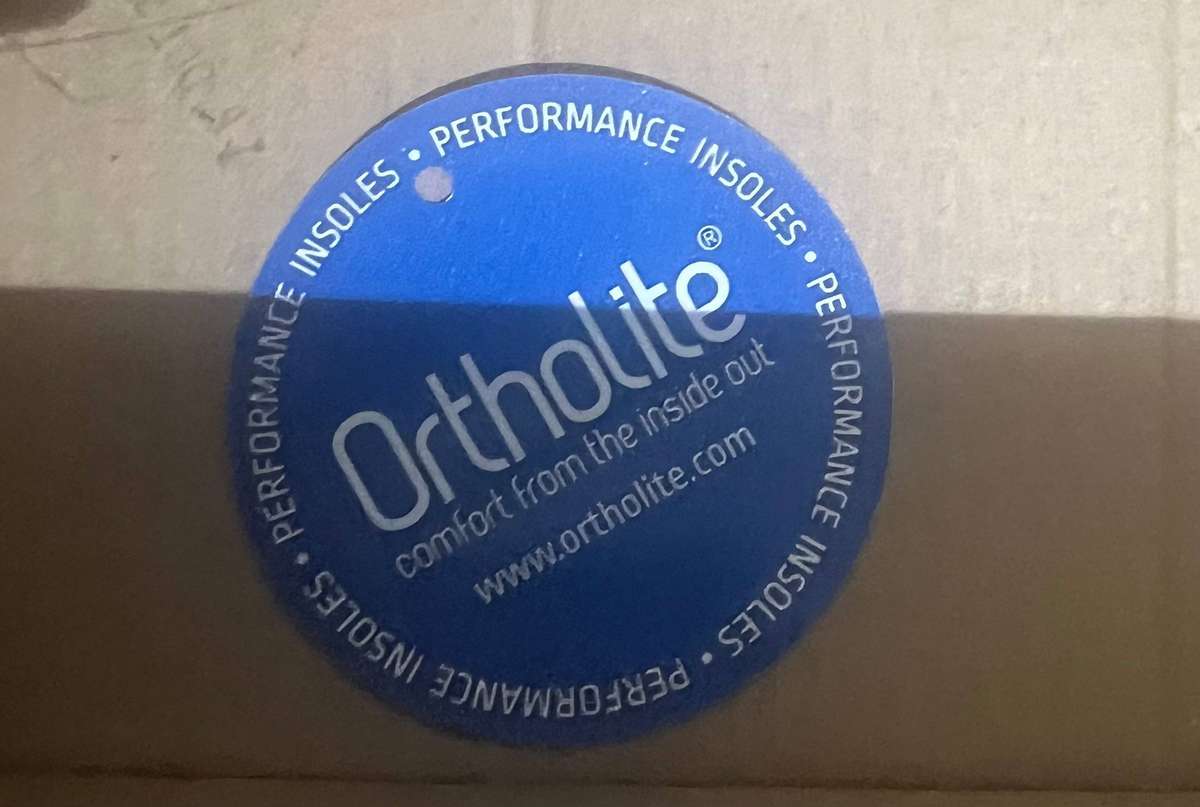 PERFORMANCE INSOLES • PERFORMANCE INSOLES • PERFORMANCE INSOLES • PERFORMANCE INSOLES •
Ortholite®
comfort from the inside out
www.ortholite.com